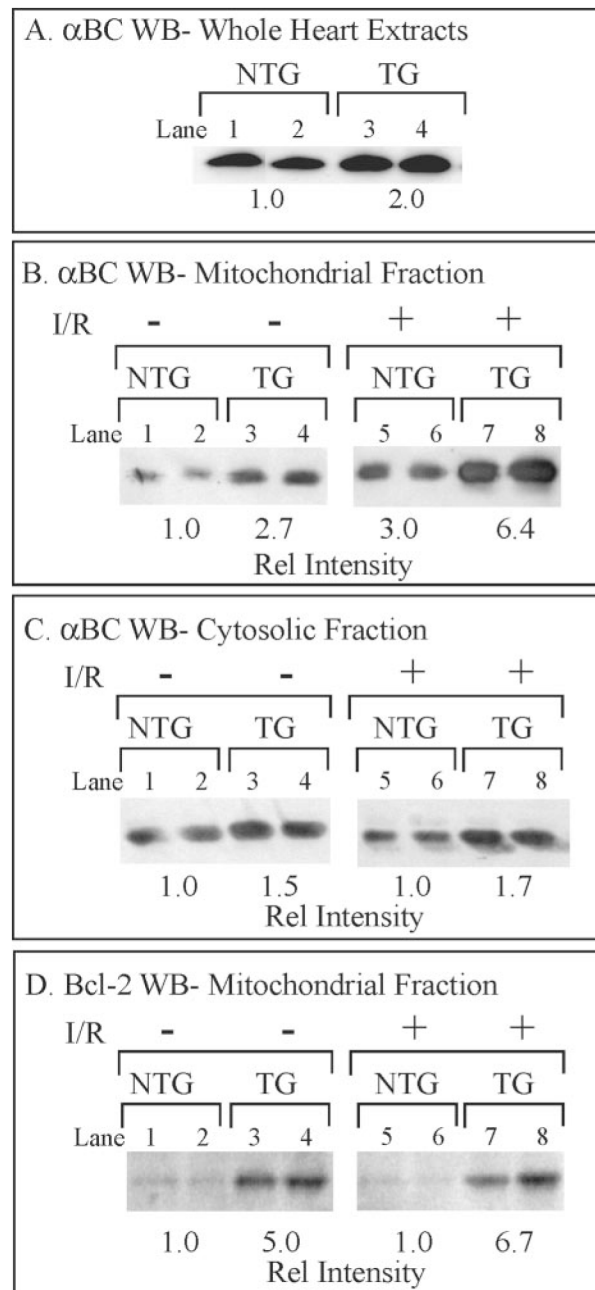 A. αBC WB- Whole Heart Extracts
NTG TG
Lane 1 2 3 4
1.0 2.0
B. αBC WB- Mitochondrial Fraction
I/R - - + +
NTG TG NTG TG
Lane 1 2 3 4 5 6 7 8
1.0 2.7 3.0 6.4
Rel Intensity
C. αBC WB- Cytosolic Fraction
I/R - - + +
NTG TG NTG TG
Lane 1 2 3 4 5 6 7 8
1.0 1.5 1.0 1.7
Rel Intensity
D. Bcl-2 WB- Mitochondrial Fraction
I/R - - + +
NTG TG NTG TG
Lane 1 2 3 4 5 6 7 8
1.0 5.0 1.0 6.7
Rel Intensity